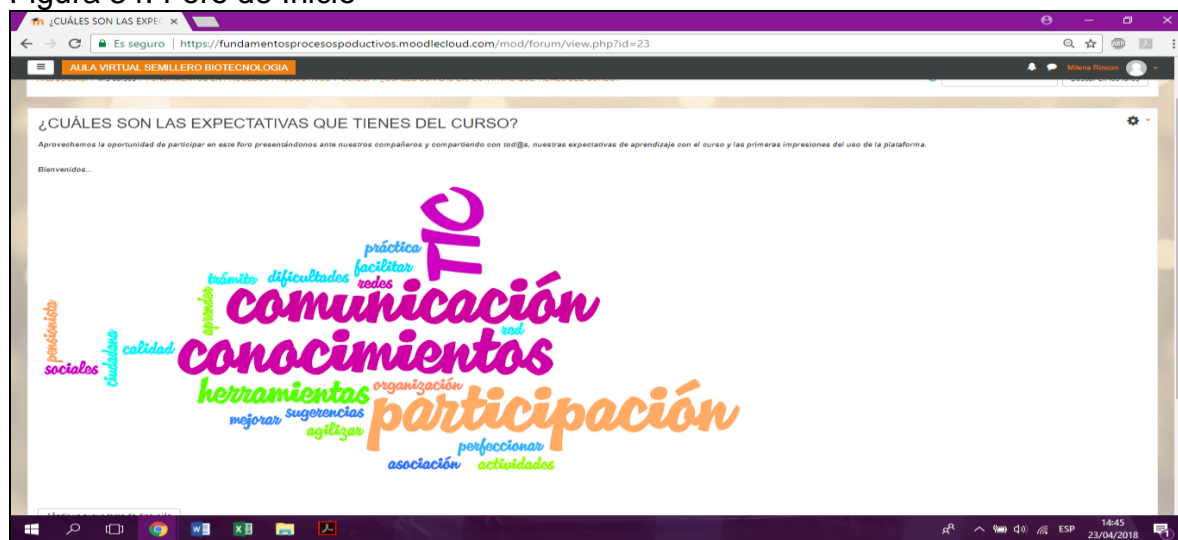 Figura 34. Foro de Inicio
¿CUÁLES SON LAS EXPEC
Es seguro | https://fundamentosprocesospoductivos.moodlecloud.com/mod/forum/view.php?id=23
AULA VIRTUAL SEMILLERO BIOTECNOLOGIA
Milena Rincon
¿CUÁLES SON LAS EXPECTATIVAS QUE TIENES DEL CURSO?
Aprovechemos la oportunidad de participar en este foro presentándonos ante nuestros compañeros y compartiendo con tod@s, nuestras expectativas de aprendizaje con el curso y las primeras impresiones del uso de la plataforma.
Bienvenidos...
TIC
práctica
facilitar
trámite dificultades redes
aprender
comunicación
red
pensionista
ciudadana
sociales
calidad
conocimientos
herramientas organización
participación
mejorar sugerencias
agilizar
perfeccionar
asociación actividades
ESP
14:45
23/04/2018